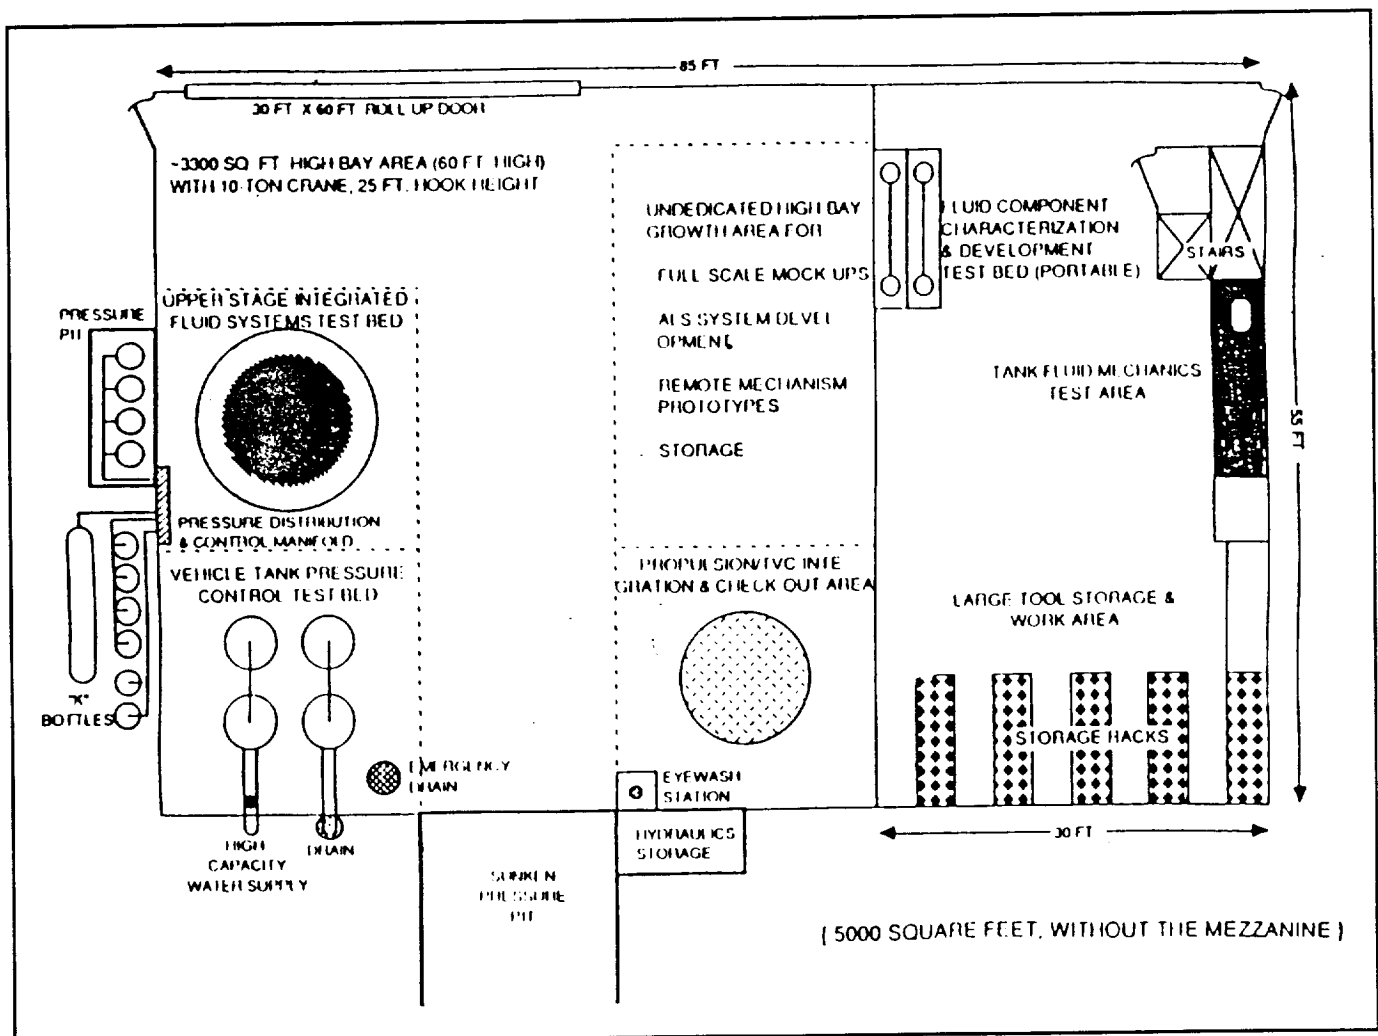 85 FT
30 FT X 60 FT ROLL UP DOOR
~3300 SQ. FT HIGH BAY AREA (60 FT HIGH)
WITH 10-TON CRANE, 25 FT. HOOK HEIGHT
UNDEDICATED HIGH BAY
GROWTH AREA FOR
FULL SCALE MOCK UPS
ALS SYSTEM DEVEL
OPMENT
REMOTE MECHANISM
PROTOTYPES
STORAGE
FLUID COMPONENT
CHARACTERIZATION
& DEVELOPMENT
TEST BED (PORTABLE)
STAIRS
PRESSURE
PIT
UPPER STAGE INTEGRATED
FLUID SYSTEMS TEST BED
TANK FLUID MECHANICS
TEST AREA
55 FT
PRESSURE DISTRIBUTION
& CONTROL MANIFOLD
VEHICLE TANK PRESSURE
CONTROL TEST BED
PROPULSION/TVC INTE
GRATION & CHECK OUT AREA
LARGE TOOL STORAGE &
WORK AREA
"K"
BOTTLES
STORAGE RACKS
EMERGENCY
DRAIN
EYEWASH
STATION
HIGH
CAPACITY
WATER SUPPLY
DRAIN
HYDRAULICS
STORAGE
30 FT
SUNKEN
PRESSURE
PIT
( 5000 SQUARE FEET, WITHOUT THE MEZZANINE )